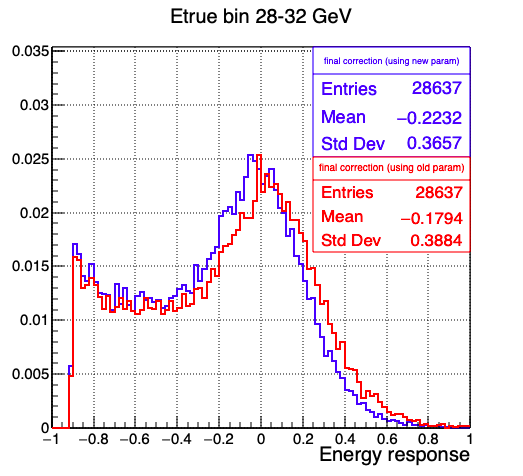 Etrue bin 28-32 GeV
final correction (using new param)
Entries 28637
Mean −0.2232
Std Dev 0.3657
final correction (using old param)
Entries 28637
Mean −0.1794
Std Dev 0.3884
0.035
0.03
0.025
0.02
0.015
0.01
0.005
0
−1 −0.8 −0.6 −0.4 −0.2 0 0.2 0.4 0.6 0.8 1
Energy response